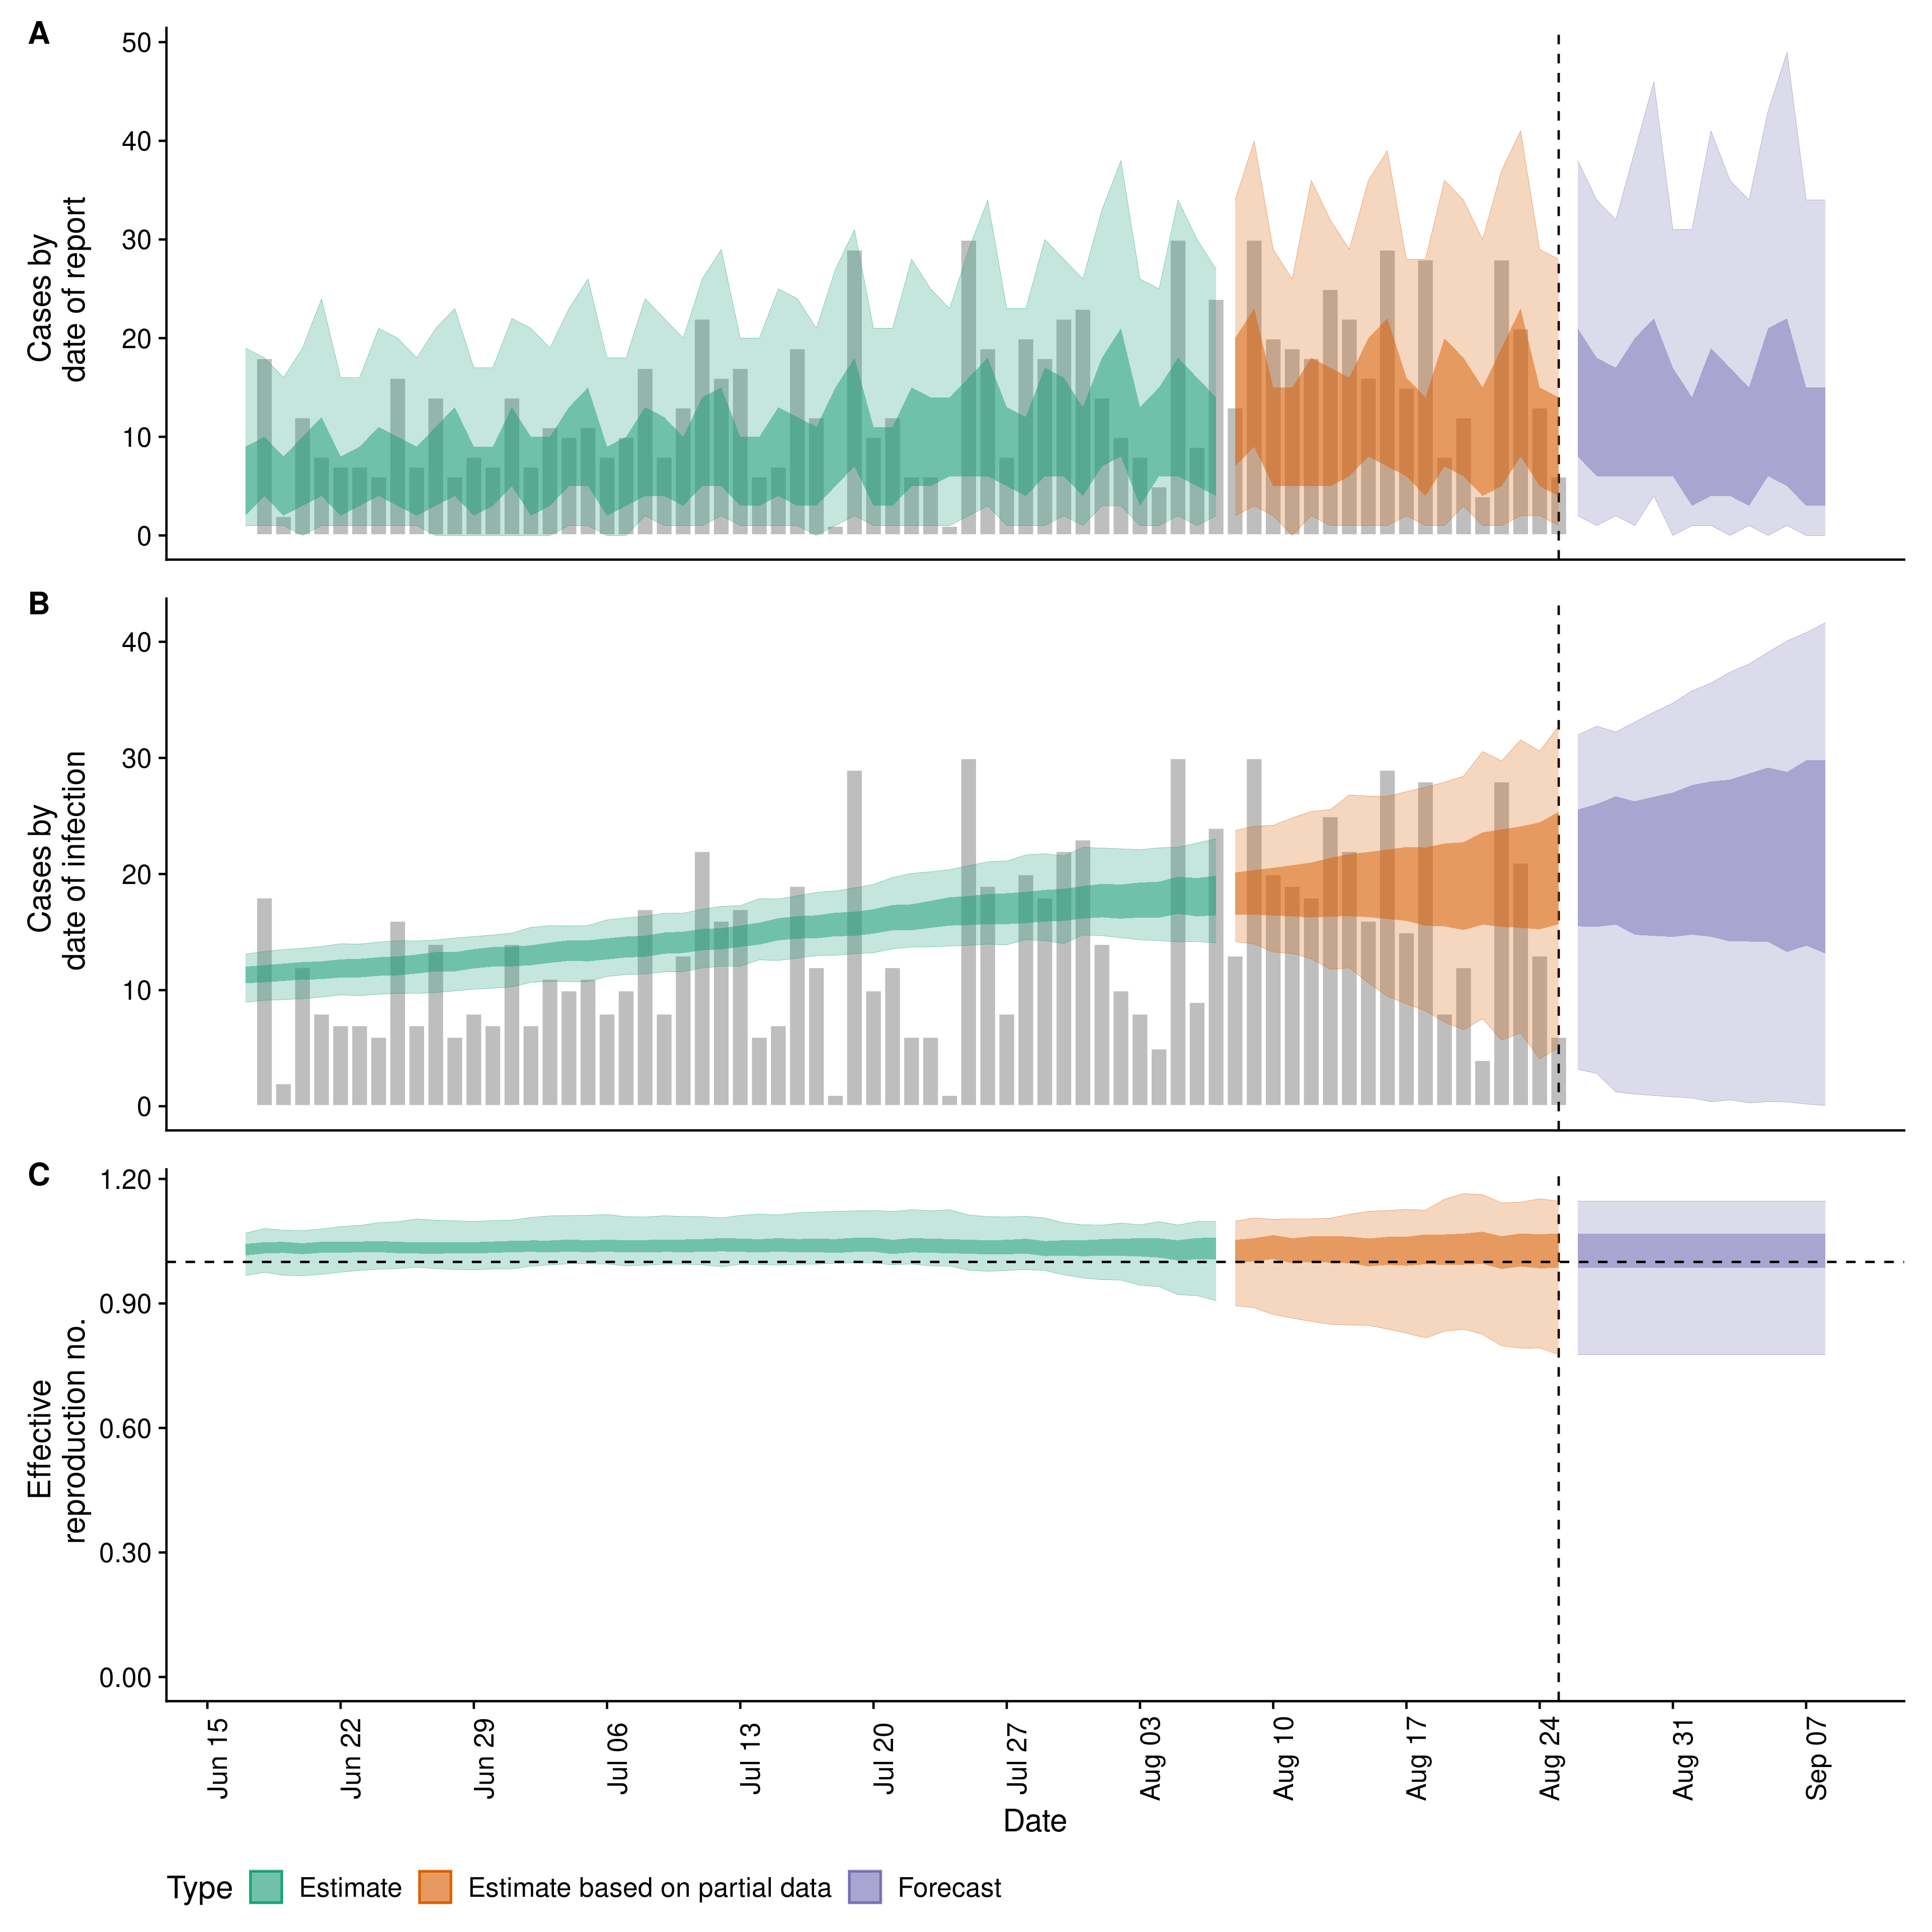 A
50
40
30
20
10
0
Cases by
date of report
B
40
30
20
10
0
Cases by
date of infection
C
1.20
0.90
0.60
0.30
0.00
Effective
reproduction no.
Jun 15
Jun 22
Jun 29
Jul 06
Jul 13
Jul 20
Jul 27
Aug 03
Aug 10
Aug 17
Aug 24
Aug 31
Sep 07
Date
Type Estimate Estimate based on partial data Forecast